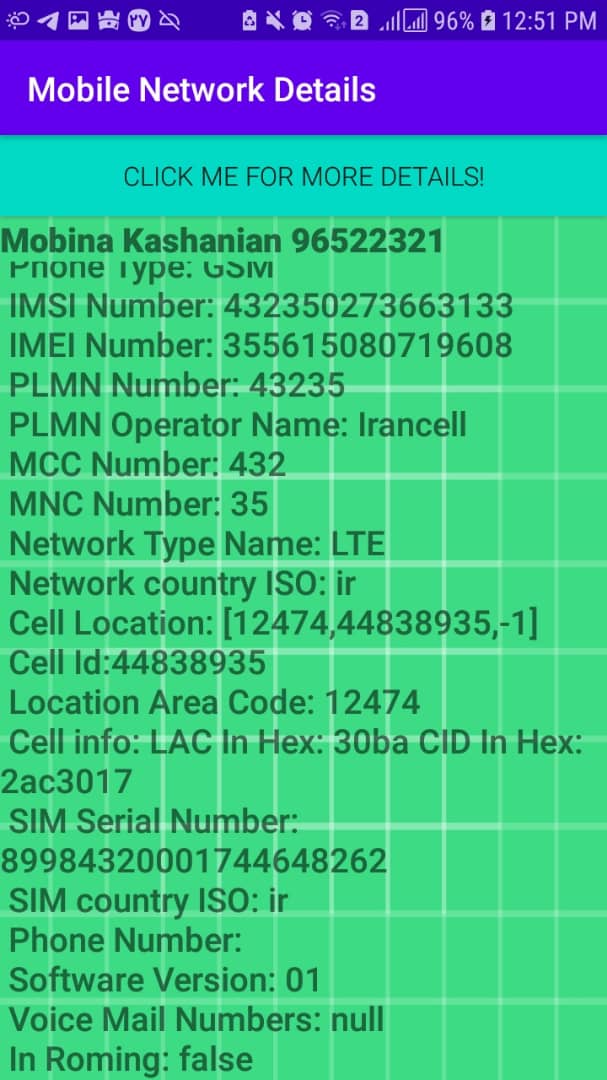 96% 12:51 PM
Mobile Network Details
CLICK ME FOR MORE DETAILS!
Mobina Kashanian 96522321
Phone Type: GSM
IMSI Number: 432350273663133
IMEI Number: 355615080719608
PLMN Number: 43235
PLMN Operator Name: Irancell
MCC Number: 432
MNC Number: 35
Network Type Name: LTE
Network country ISO: ir
Cell Location: [12474,44838935,-1]
Cell Id:44838935
Location Area Code: 12474
Cell info: LAC In Hex: 30ba CID In Hex:
2ac3017
SIM Serial Number:
89984320001744648262
SIM country ISO: ir
Phone Number:
Software Version: 01
Voice Mail Numbers: null
In Roming: false